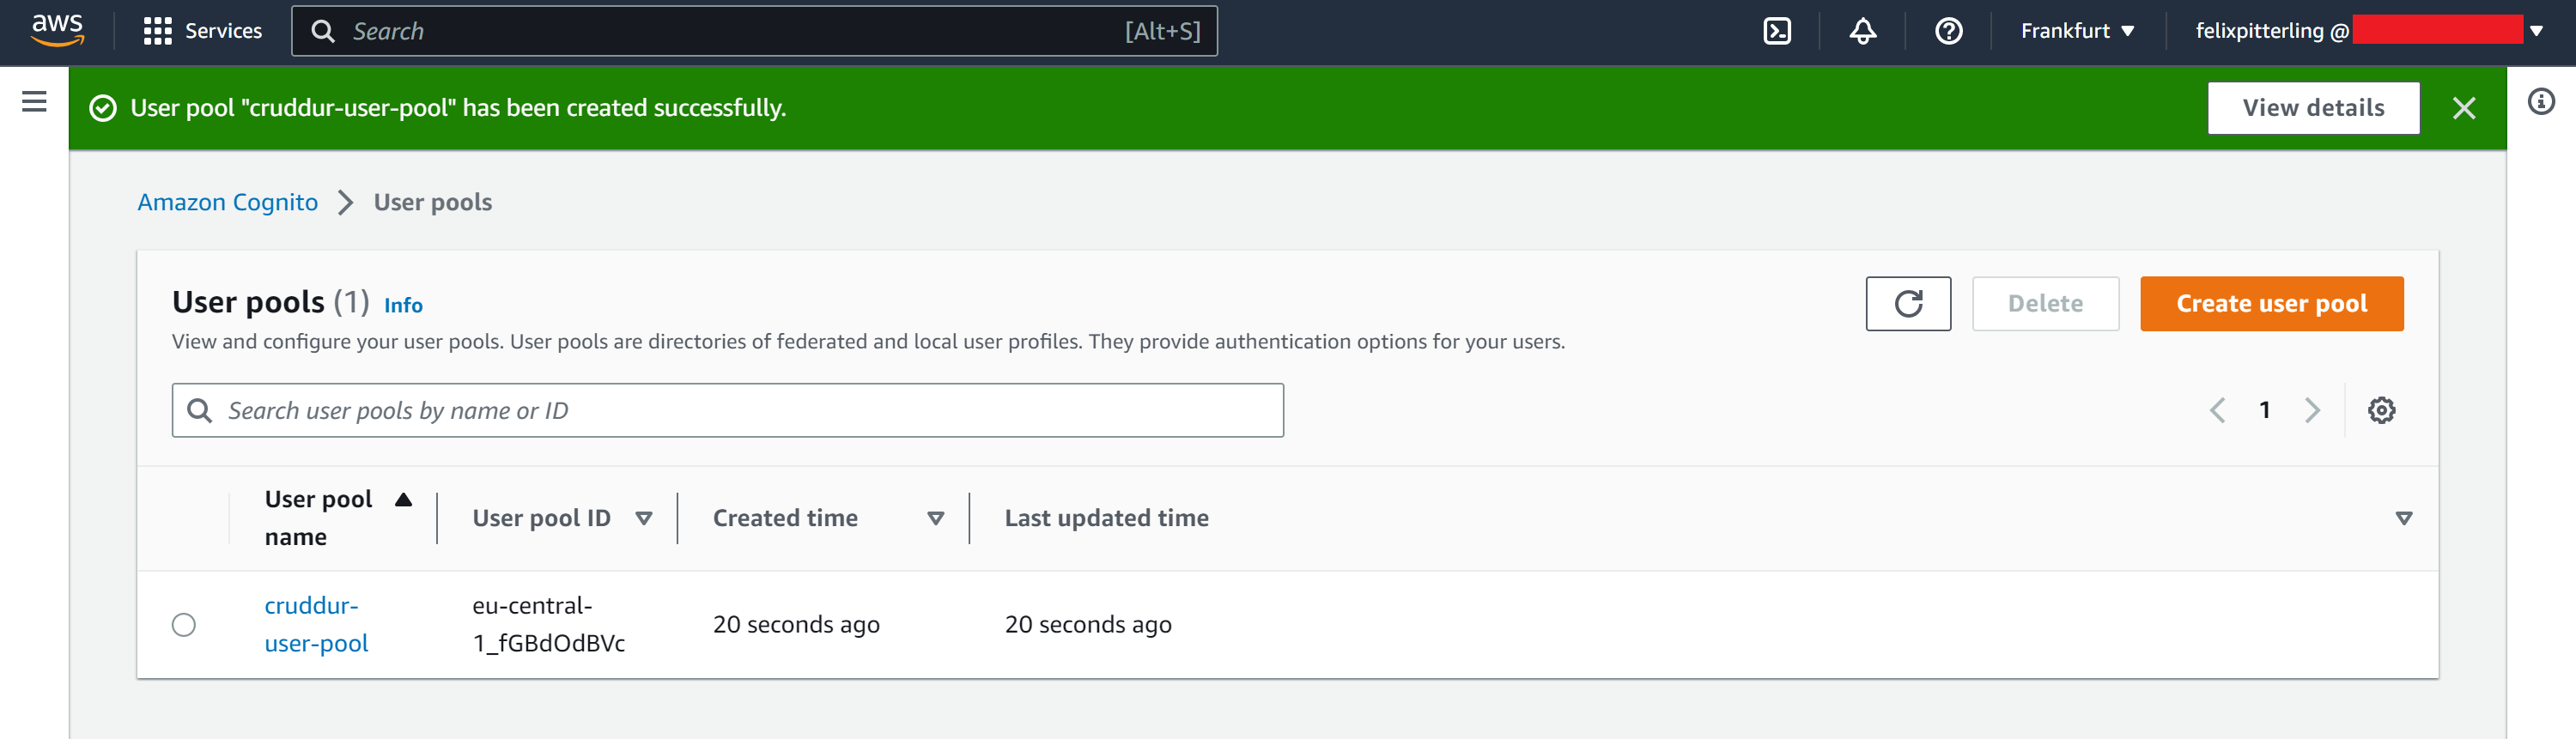 aws Services Search [Alt+S] Frankfurt felixpitterling @
User pool "cruddur-user-pool" has been created successfully. View details
Amazon Cognito User pools
User pools (1) Info Delete Create user pool
View and configure your user pools. User pools are directories of federated and local user profiles. They provide authentication options for your users.
Search user pools by name or ID 1
User pool name User pool ID Created time Last updated time
cruddur- eu-central- 20 seconds ago 20 seconds ago
user-pool 1_fGBdOdBVc